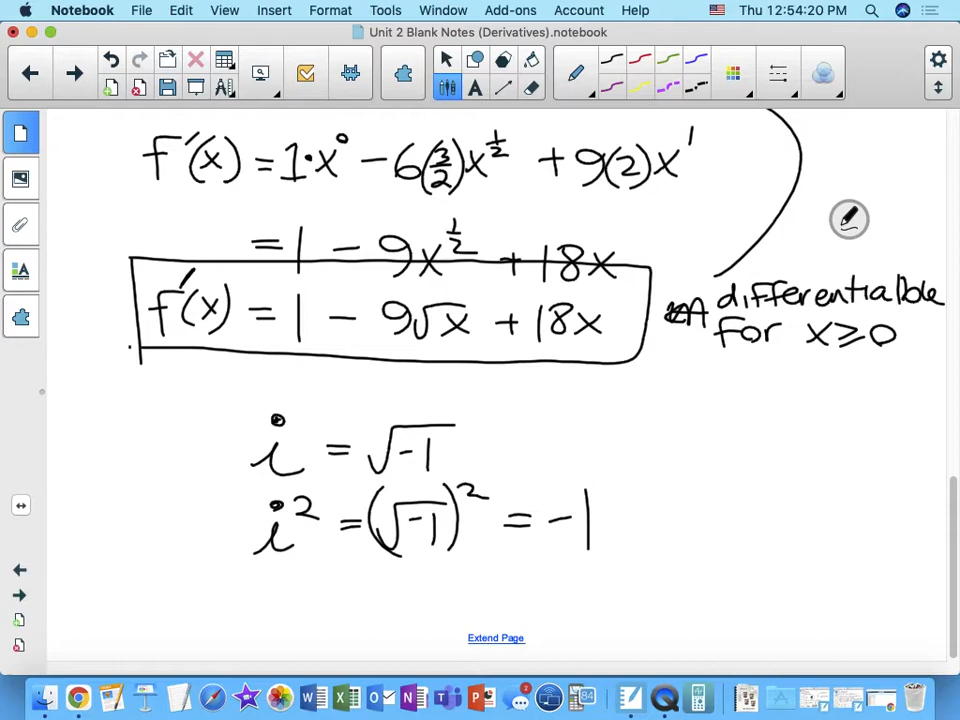 Notebook File Edit View Insert Format Tools Window Add-ons Account Help Thu 12:54:20 PM
Unit 2 Blank Notes (Derivatives).notebook
f'(x) = 1·x⁰ − 6(3/2)x^(1/2) + 9(2)x¹
= 1 − 9x^(1/2) + 18x
f'(x) = 1 − 9√x + 18x
differentiable
for x ≥ 0
i = √−1
i² = (√−1)² = −1
Extend Page